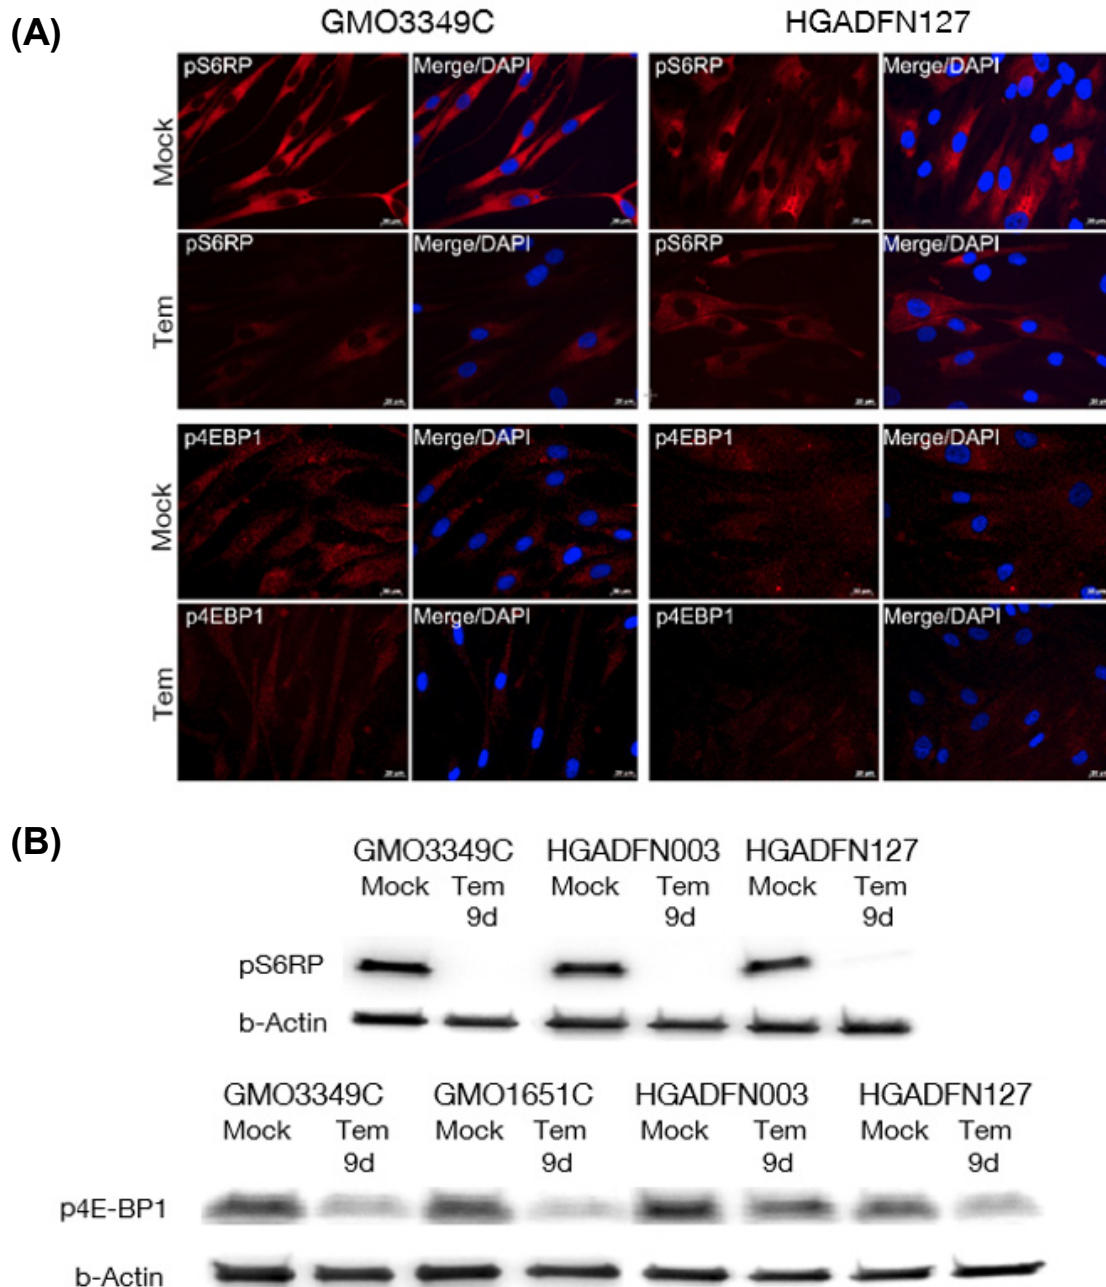 (A)
GMO3349C HGADFN127
Mock
pS6RP Merge/DAPI pS6RP Merge/DAPI
Tem
pS6RP Merge/DAPI pS6RP Merge/DAPI
Mock
p4EBP1 Merge/DAPI p4EBP1 Merge/DAPI
Tem
p4EBP1 Merge/DAPI p4EBP1 Merge/DAPI
(B)
GMO3349C HGADFN003 HGADFN127
Mock Tem Mock Tem Mock Tem
9d 9d 9d
pS6RP
b-Actin
GMO3349C GMO1651C HGADFN003 HGADFN127
Mock Tem Mock Tem Mock Tem Mock Tem
9d 9d 9d 9d
p4E-BP1
b-Actin